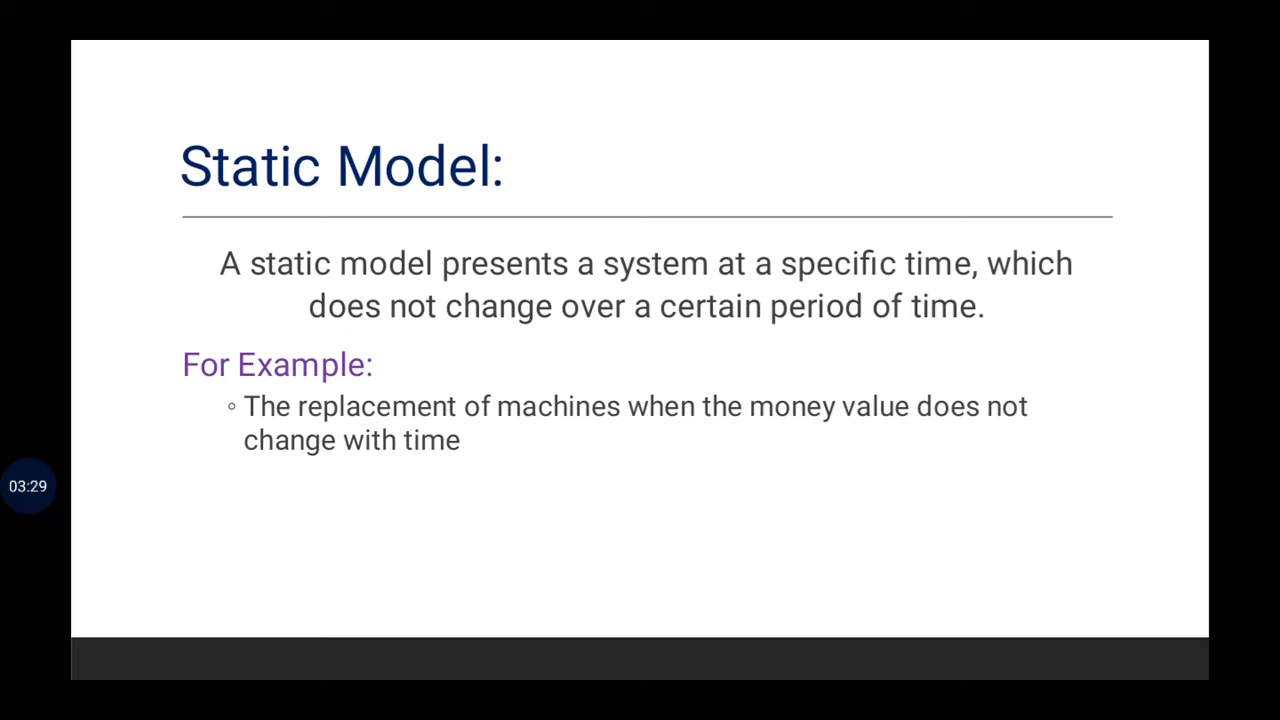 Static Model:
A static model presents a system at a specific time, which
does not change over a certain period of time.
For Example:
◦ The replacement of machines when the money value does not
change with time
03:29